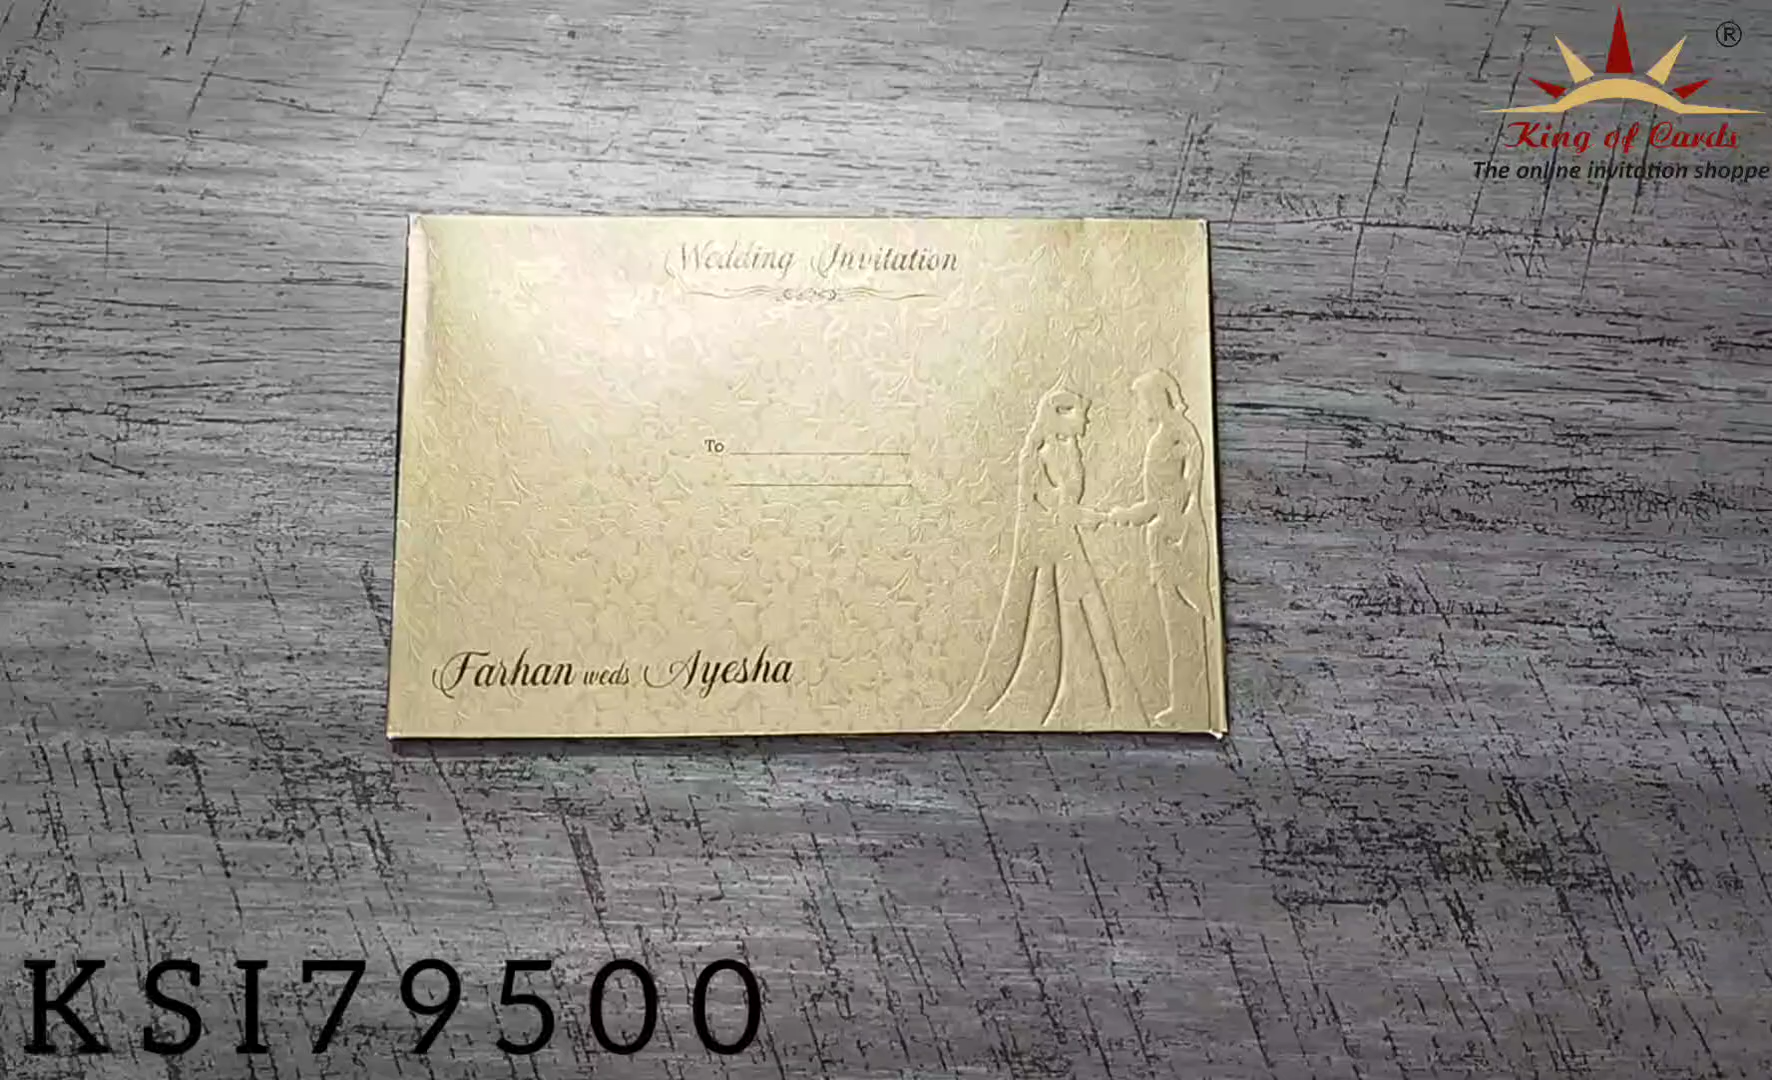 ®
King of Cards
The online invitation shoppe
Wedding Invitation
To
Farhan weds Ayesha
KSI79500